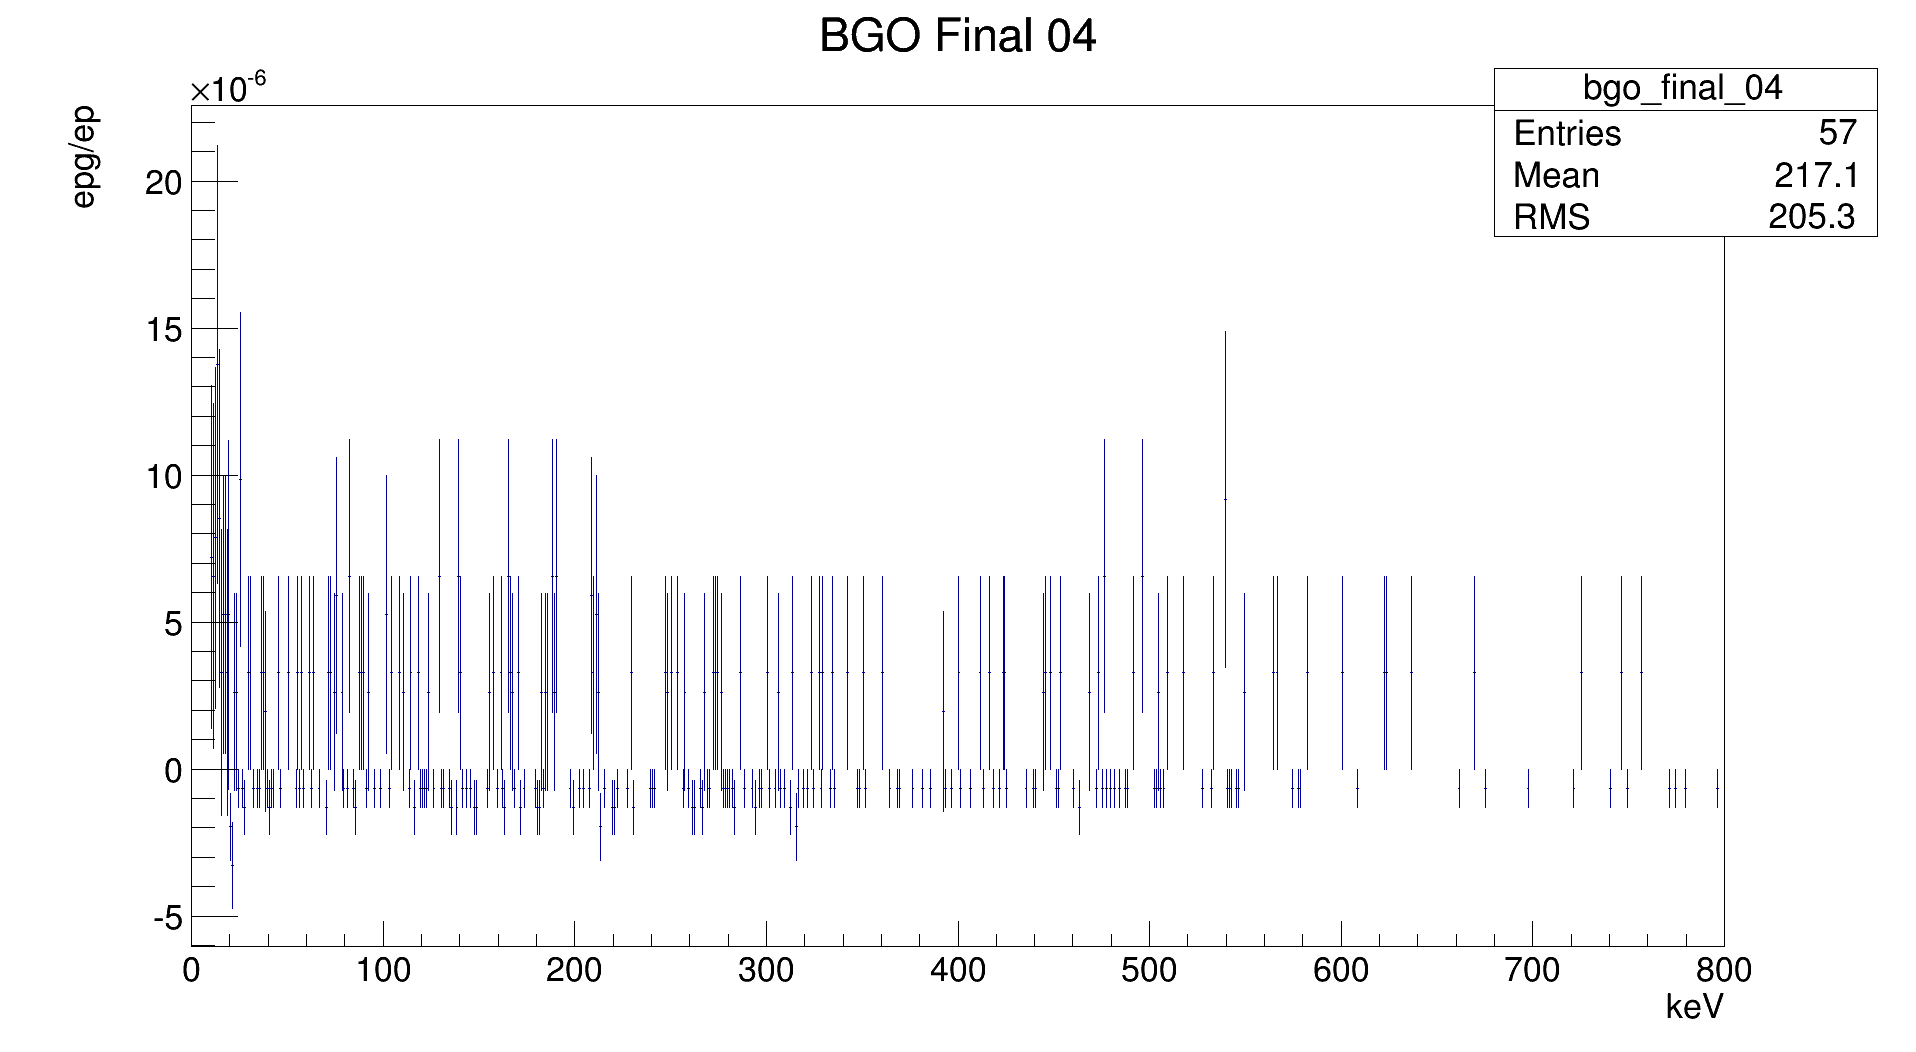 BGO Final 04
×10-6
epg/ep
bgo_final_04
Entries 57
Mean 217.1
RMS 205.3
20
15
10
5
0
-5
0 100 200 300 400 500 600 700 800
keV